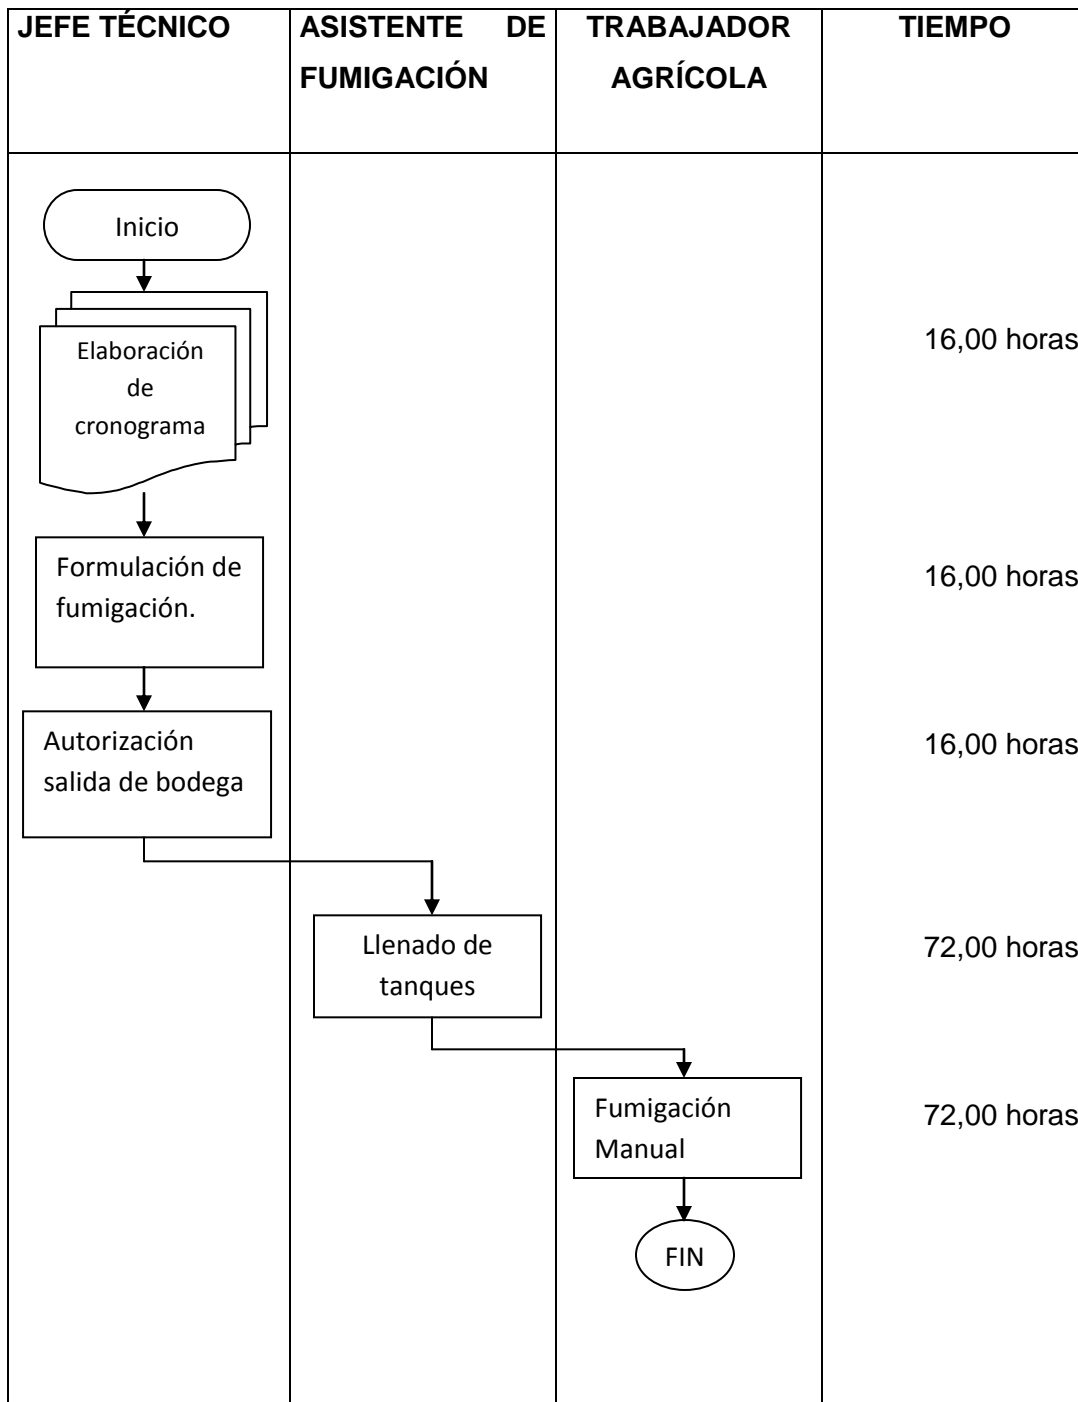 JEFE TÉCNICO
ASISTENTE DE
FUMIGACIÓN
TRABAJADOR
AGRÍCOLA
TIEMPO
Inicio
Elaboración
de
cronograma
16,00 horas
Formulación de
fumigación.
16,00 horas
Autorización
salida de bodega
16,00 horas
Llenado de
tanques
72,00 horas
Fumigación
Manual
72,00 horas
FIN